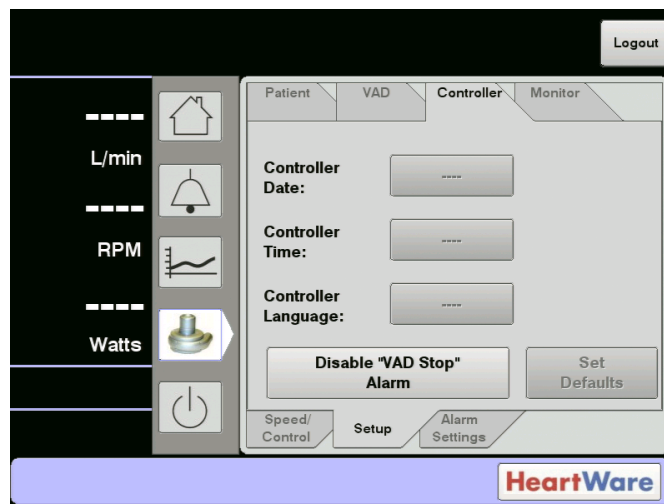 Logout
Patient VAD Controller Monitor
----
L/min
----
RPM
----
Watts
Controller
Date:
----
Controller
Time:
----
Controller
Language:
----
Disable "VAD Stop"
Alarm
Set
Defaults
Speed/
Control
Setup
Alarm
Settings
HeartWare